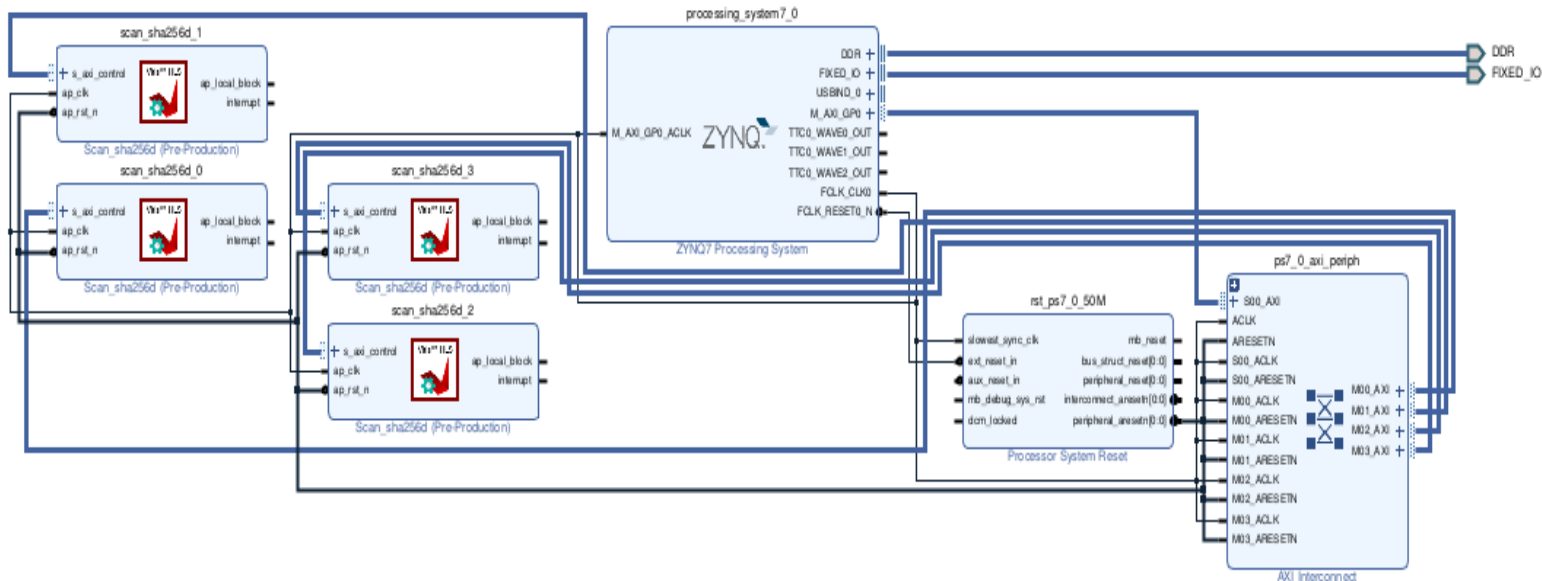 scan_sha256d_1
s_axi_control
ap_clk
ap_rst_n
ap_local_block
interrupt
Scan_sha256d (Pre-Production)
scan_sha256d_0
s_axi_control
ap_clk
ap_rst_n
ap_local_block
interrupt
Scan_sha256d (Pre-Production)
scan_sha256d_3
s_axi_control
ap_clk
ap_rst_n
ap_local_block
interrupt
Scan_sha256d (Pre-Production)
scan_sha256d_2
s_axi_control
ap_clk
ap_rst_n
ap_local_block
interrupt
Scan_sha256d (Pre-Production)
processing_system7_0
M_AXI_GP0_ACLK
ZYNQ.
DDR
FIXED_IO
USBIND_0
M_AXI_GP0
TTC0_WAVE0_OUT
TTC0_WAVE1_OUT
TTC0_WAVE2_OUT
FCLK_CLK0
FCLK_RESET0_N
ZYNQ7 Processing System
DDR
FIXED_IO
rst_ps7_0_50M
slowest_sync_clk
ext_reset_in
aux_reset_in
mb_debug_sys_rst
dcm_locked
mb_reset
bus_struct_reset[0:0]
peripheral_reset[0:0]
interconnect_aresetn[0:0]
peripheral_aresetn[0:0]
Processor System Reset
ps7_0_axi_periph
S00_AXI
ACLK
ARESETN
S00_ACLK
S00_ARESETN
M00_ACLK
M00_ARESETN
M01_ACLK
M01_ARESETN
M02_ACLK
M02_ARESETN
M03_ACLK
M03_ARESETN
M00_AXI
M01_AXI
M02_AXI
M03_AXI
AXI Interconnect